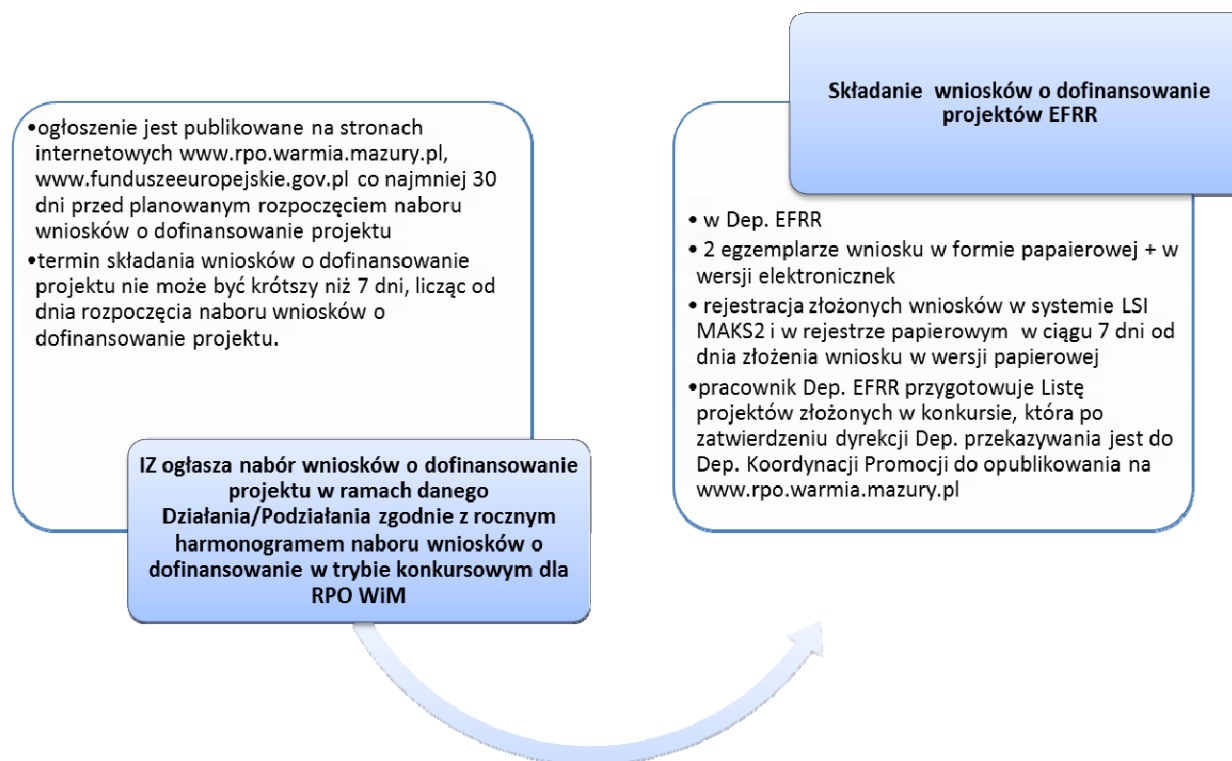 •ogłoszenie jest publikowane na stronach
internetowych www.rpo.warmia.mazury.pl,
www.funduszeeuropejskie.gov.pl co najmniej 30
dni przed planowanym rozpoczęciem naboru
wniosków o dofinansowanie projektu
•termin składania wniosków o dofinansowanie
projektu nie może być krótszy niż 7 dni, licząc od
dnia rozpoczęcia naboru wniosków o
dofinansowanie projektu.
IZ ogłasza nabór wniosków o dofinansowanie
projektu w ramach danego
Działania/Podziałania zgodnie z rocznym
harmonogramem naboru wniosków o
dofinansowanie w trybie konkursowym dla
RPO WiM
Składanie wniosków o dofinansowanie
projektów EFRR
• w Dep. EFRR
• 2 egzemplarze wniosku w formie papaierowej + w
wersji elektronicznek
• rejestracja złożonych wniosków w systemie LSI
MAKS2 i w rejestrze papierowym w ciągu 7 dni od
dnia złożenia wniosku w wersji papierowej
•pracownik Dep. EFRR przygotowuje Listę
projektów złożonych w konkursie, która po
zatwierdzeniu dyrekcji Dep. przekazywania jest do
Dep. Koordynacji Promocji do opublikowania na
www.rpo.warmia.mazury.pl